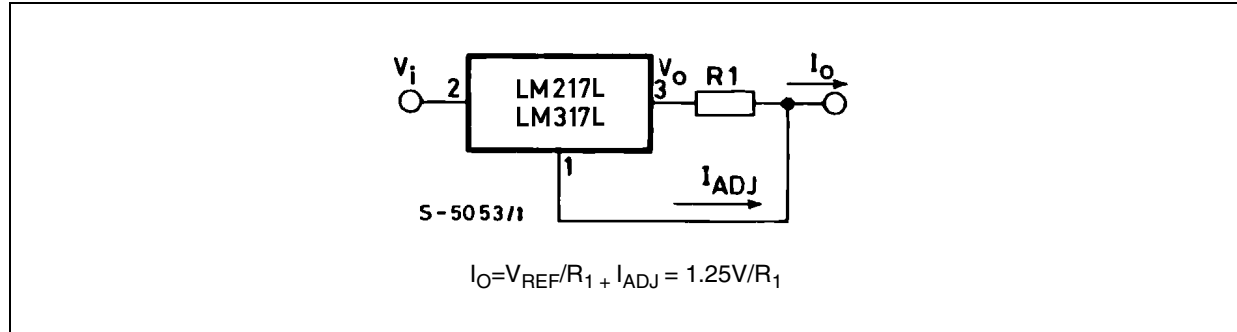 Vi
2
LM217L
LM317L
Vo
3
R1
Io
1
IADJ
S-5053/1
IO=VREF/R1 + IADJ = 1.25V/R1